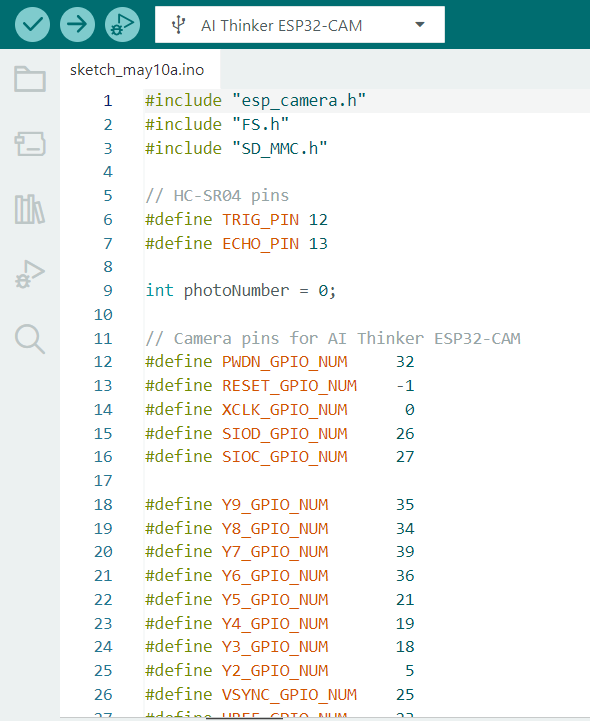 AI Thinker ESP32-CAM
sketch_may10a.ino
1 #include "esp_camera.h"
2 #include "FS.h"
3 #include "SD_MMC.h"
4
5 // HC-SR04 pins
6 #define TRIG_PIN 12
7 #define ECHO_PIN 13
8
9 int photoNumber = 0;
10
11 // Camera pins for AI Thinker ESP32-CAM
12 #define PWDN_GPIO_NUM 32
13 #define RESET_GPIO_NUM -1
14 #define XCLK_GPIO_NUM 0
15 #define SIOD_GPIO_NUM 26
16 #define SIOC_GPIO_NUM 27
17
18 #define Y9_GPIO_NUM 35
19 #define Y8_GPIO_NUM 34
20 #define Y7_GPIO_NUM 39
21 #define Y6_GPIO_NUM 36
22 #define Y5_GPIO_NUM 21
23 #define Y4_GPIO_NUM 19
24 #define Y3_GPIO_NUM 18
25 #define Y2_GPIO_NUM 5
26 #define VSYNC_GPIO_NUM 25
27 #define HREF_GPIO_NUM 23